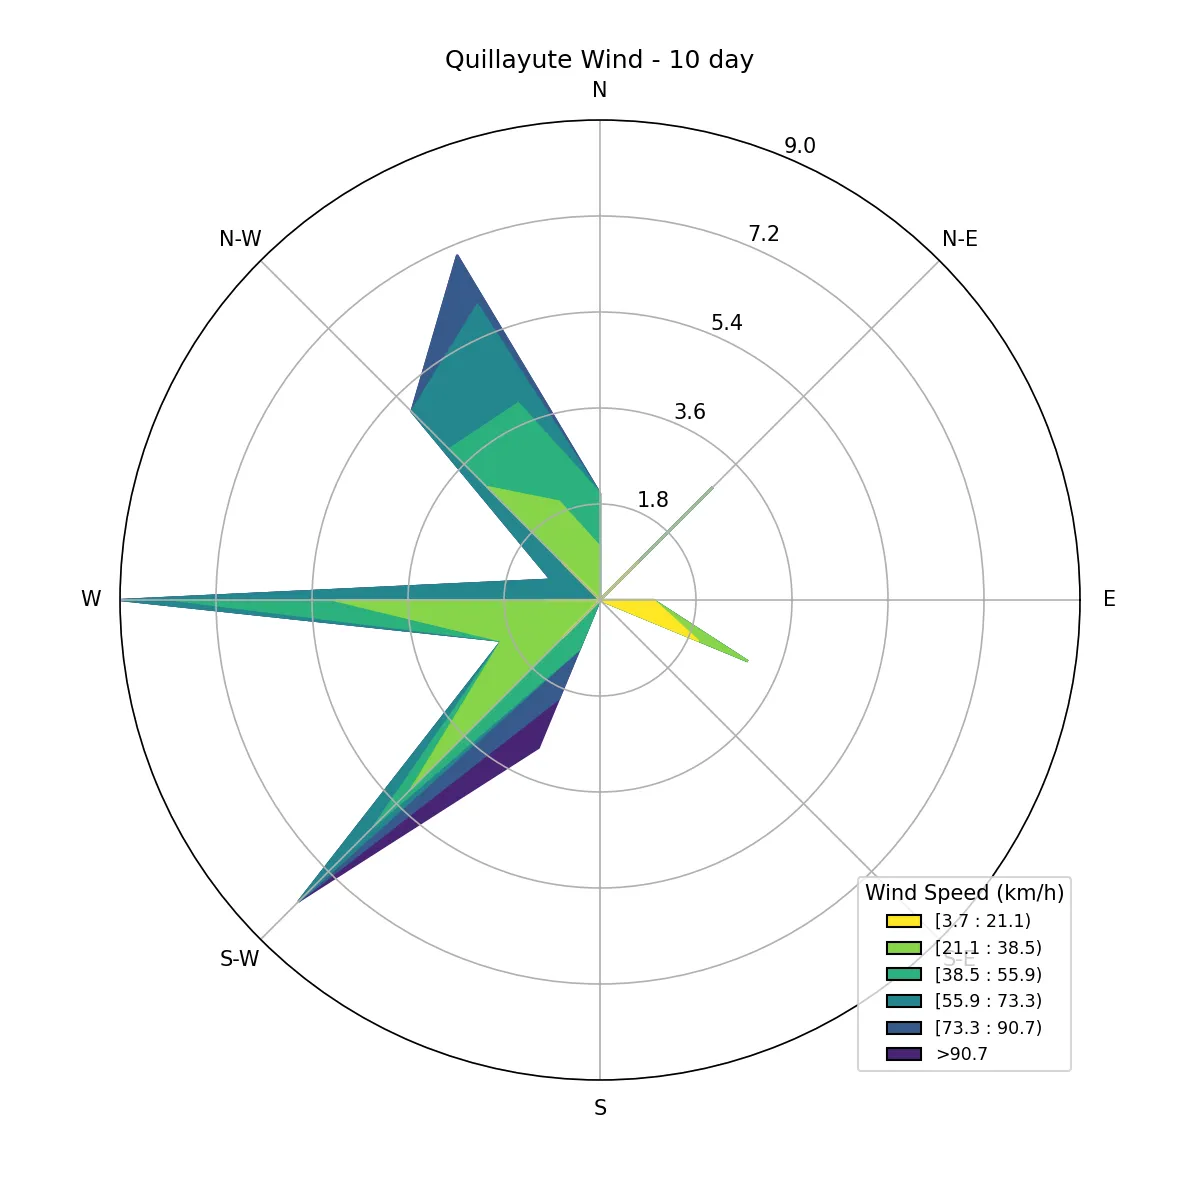 Quillayute Wind - 10 day
N
9.0
7.2
N-W
N-E
5.4
3.6
1.8
W
E
S-W
S-E
Wind Speed (km/h)
[3.7 : 21.1)
[21.1 : 38.5)
[38.5 : 55.9)
[55.9 : 73.3)
[73.3 : 90.7)
>90.7
S